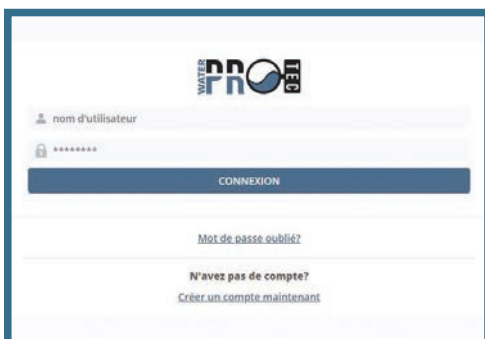 WATER PRO TEC
nom d'utilisateur
********
CONNEXION
Mot de passe oublié?
N'avez pas de compte?
Créer un compte maintenant